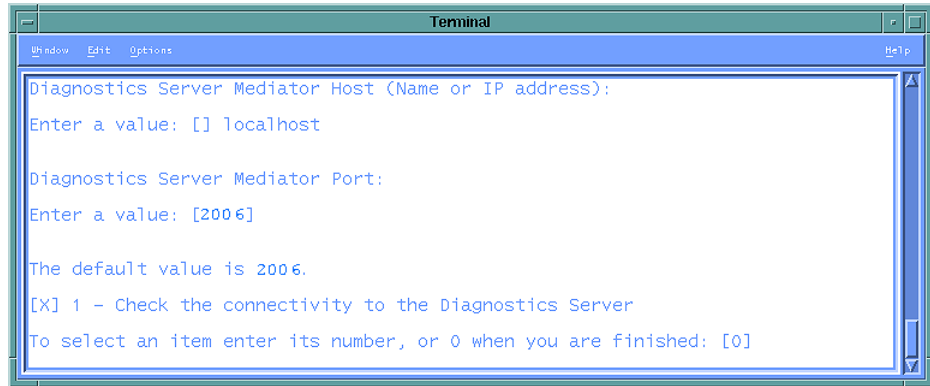 Terminal
Window Edit Options Help
Diagnostics Server Mediator Host (Name or IP address):
Enter a value: [] localhost
Diagnostics Server Mediator Port:
Enter a value: [2006]
The default value is 2006.
[X] 1 – Check the connectivity to the Diagnostics Server
To select an item enter its number, or 0 when you are finished: [0]